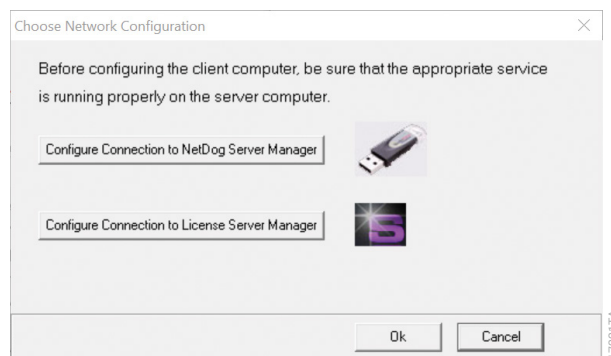 Choose Network Configuration
Before configuring the client computer, be sure that the appropriate service
is running properly on the server computer.
Configure Connection to NetDog Server Manager
Configure Connection to License Server Manager
S
Ok
Cancel